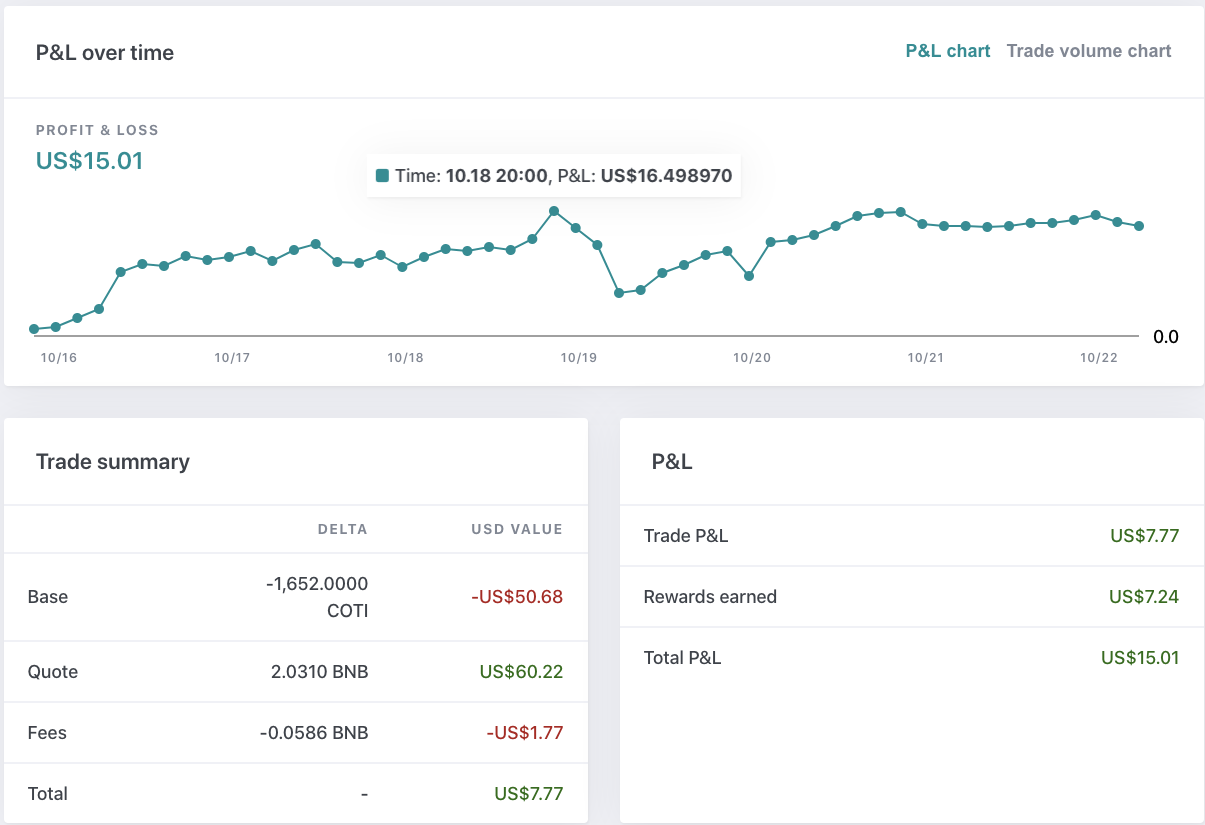 P&L over time
P&L chart Trade volume chart
PROFIT & LOSS
US$15.01
Time: 10.18 20:00, P&L: US$16.498970
0.0
10/16 10/17 10/18 10/19 10/20 10/21 10/22
Trade summary
DELTA USD VALUE
Base -1,652.0000 COTI -US$50.68
Quote 2.0310 BNB US$60.22
Fees -0.0586 BNB -US$1.77
Total - US$7.77
P&L
Trade P&L US$7.77
Rewards earned US$7.24
Total P&L US$15.01